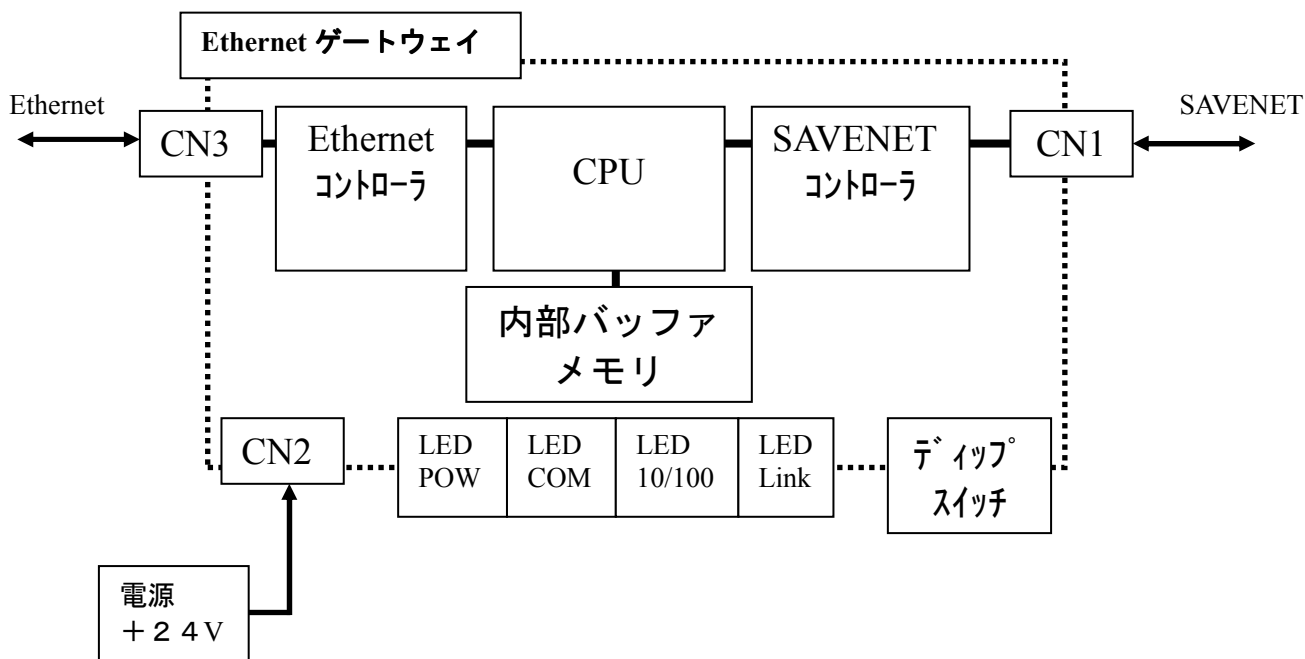 Ethernet ゲートウェイ
Ethernet
SAVENET
CN3
Ethernet
コントローラ
CPU
SAVENET
コントローラ
CN1
内部バッファ
メモリ
CN2
LED
POW
LED
COM
LED
10/100
LED
Link
ディップ
スイッチ
電源
+24V